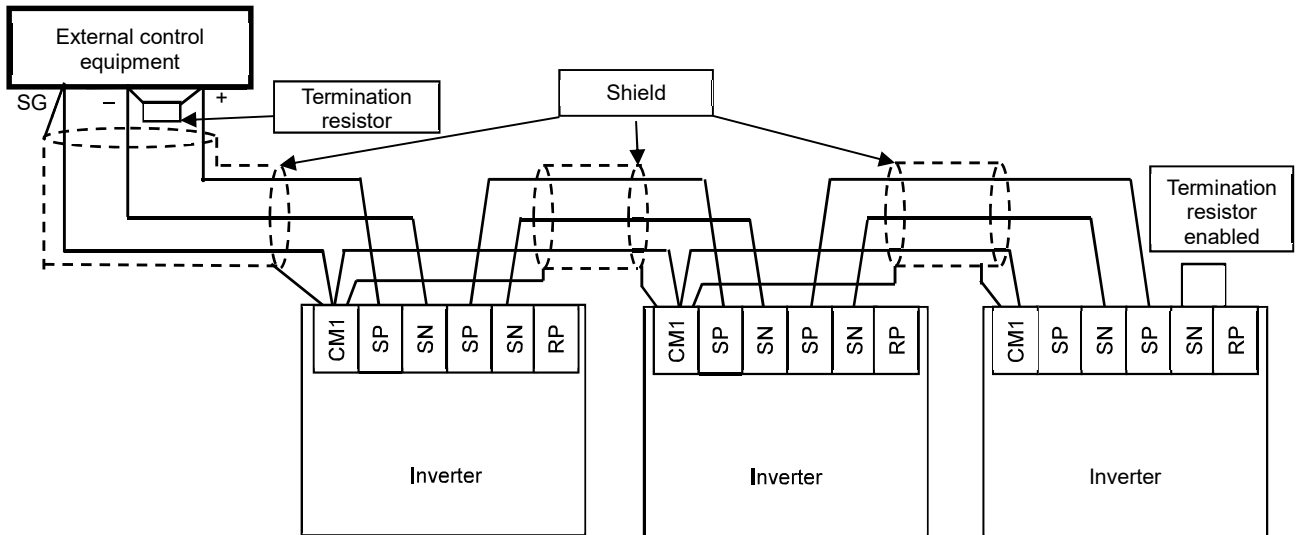 External control
equipment
SG
–
+
Termination
resistor
Shield
Termination
resistor
enabled
CM1
SP
SN
SP
SN
RP
CM1
SP
SN
SP
SN
RP
CM1
SP
SN
SP
SN
RP
Inverter
Inverter
Inverter